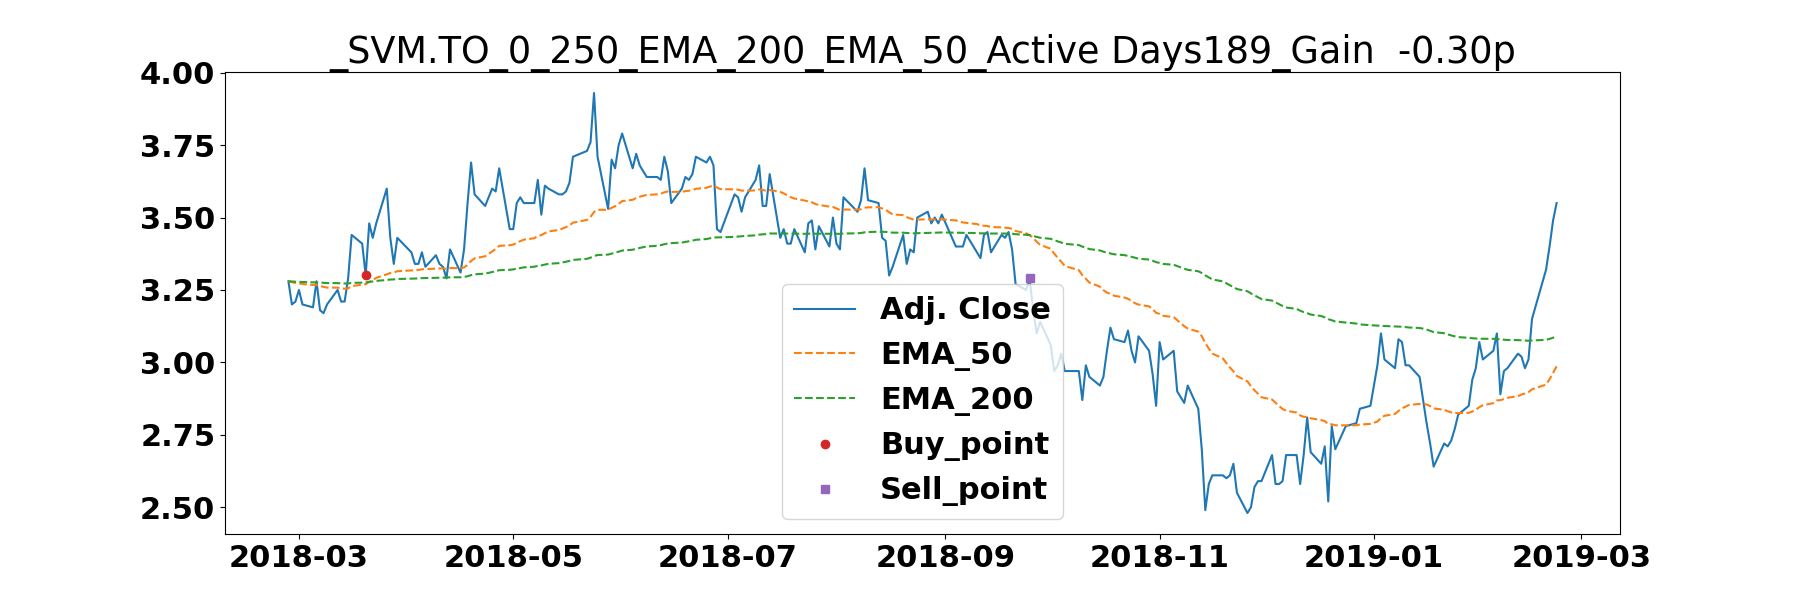 _SVM.TO_0_250_EMA_200_EMA_50_Active Days189_Gain  -0.30p
4.00
3.75
3.50
3.25
3.00
2.75
2.50
Adj. Close
EMA_50
EMA_200
Buy_point
Sell_point
2018-03 2018-05 2018-07 2018-09 2018-11 2019-01 2019-03